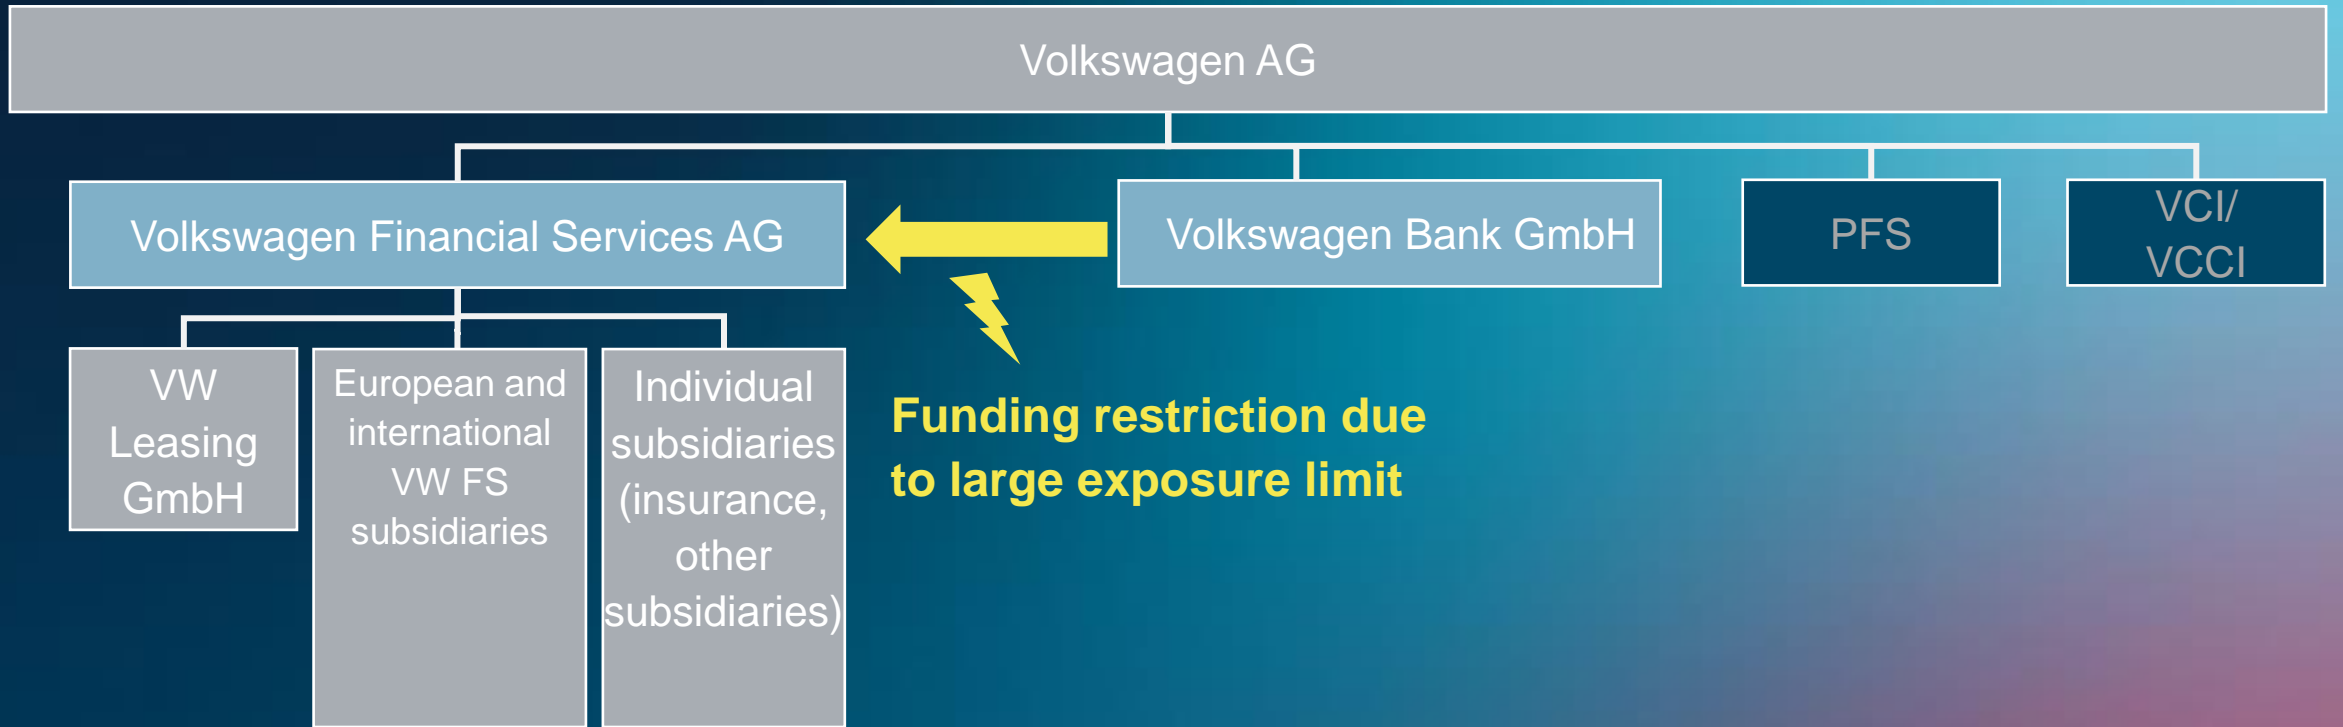 Volkswagen AG
Volkswagen Financial Services AG
Volkswagen Bank GmbH
PFS
VCI/
VCCI
VW
Leasing
GmbH
European and
international
VW FS
subsidiaries
Individual
subsidiaries
(insurance,
other
subsidiaries)
Funding restriction due
to large exposure limit